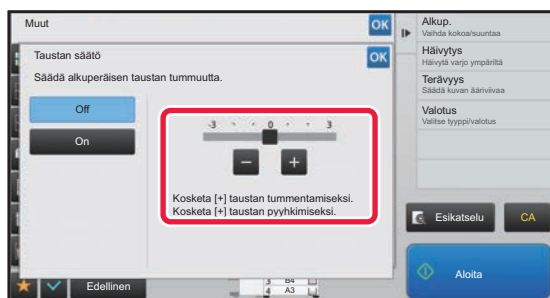 Muut
OK
Taustan säätö
OK
Säädä alkuperäisen taustan tummuutta.
Off
On
-3 0 3
− +
Kosketa [+] taustan tummentamiseksi.
Kosketa [+] taustan pyyhkimiseksi.
Edellinen
3 B4
4 A3
Alkup.
Vaihda kokoa/suuntaa
Häivytys
Häivytä varjo ympäriltä
Terävyys
Säädä kuvan ääriviivaa
Valotus
Valitse tyyppi/valotus
Esikatselu
CA
Aloita